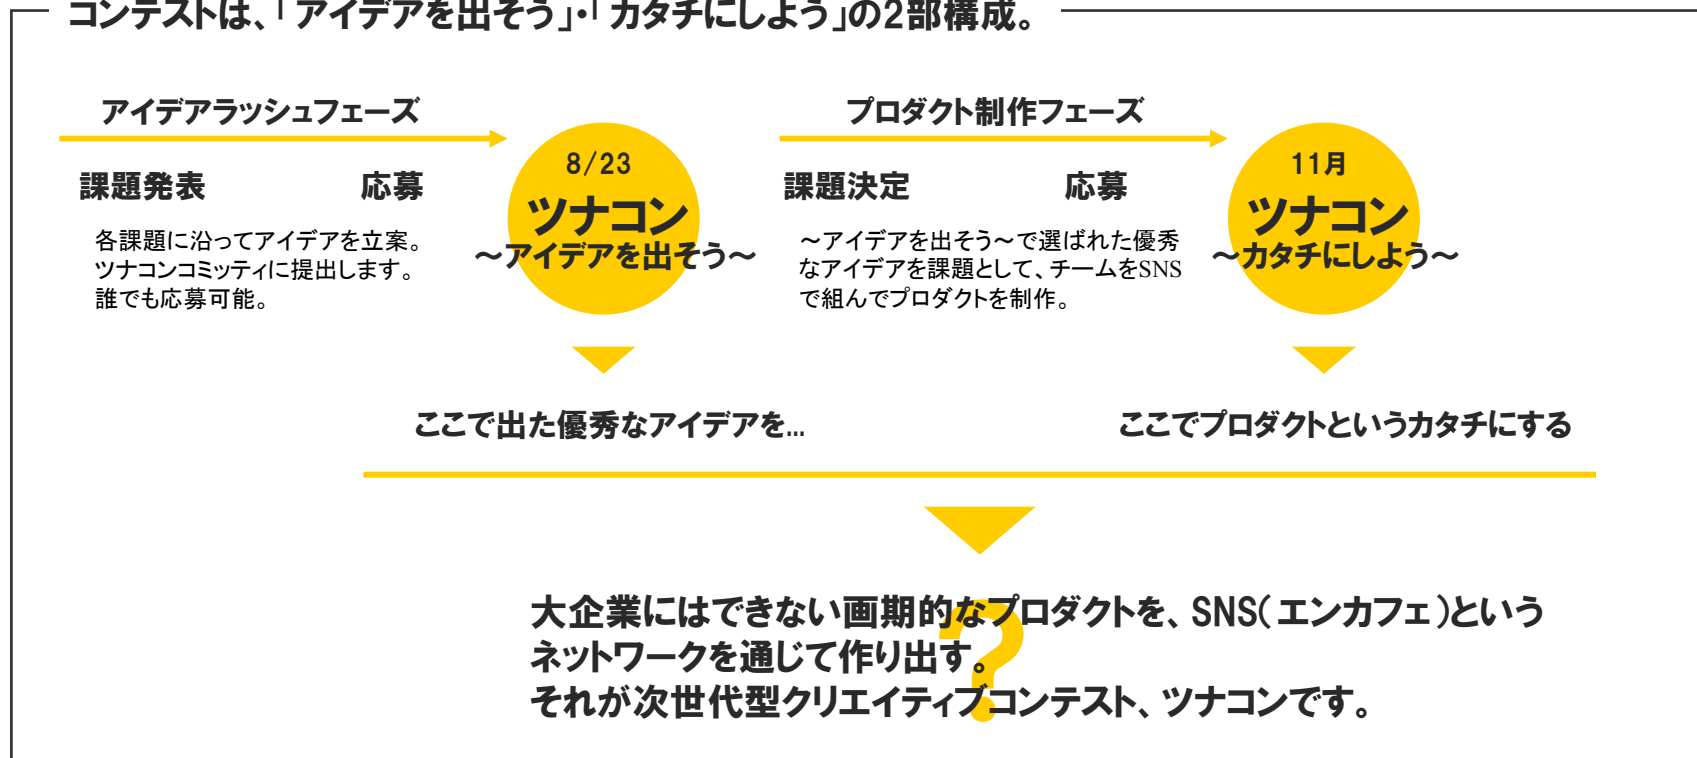 コンテストは、「アイデアを出そう」・「カタチにしよう」の2部構成。
アイデアラッシュフェーズ
課題発表
応募
各課題に沿ってアイデアを立案。
ツナコンコミッティに提出します。
誰でも応募可能。
8/23
ツナコン
～アイデアを出そう～
プロダクト制作フェーズ
課題決定
応募
～アイデアを出そう～で選ばれた優秀
なアイデアを課題として、チームをSNS
で組んでプロダクトを制作。
11月
ツナコン
～カタチにしよう～
ここで出た優秀なアイデアを...
ここでプロダクトというカタチにする
?
大企業にはできない画期的なプロダクトを、SNS(エンカフェ)という
ネットワークを通じて作り出す。
それが次世代型クリエイティブコンテスト、ツナコンです。